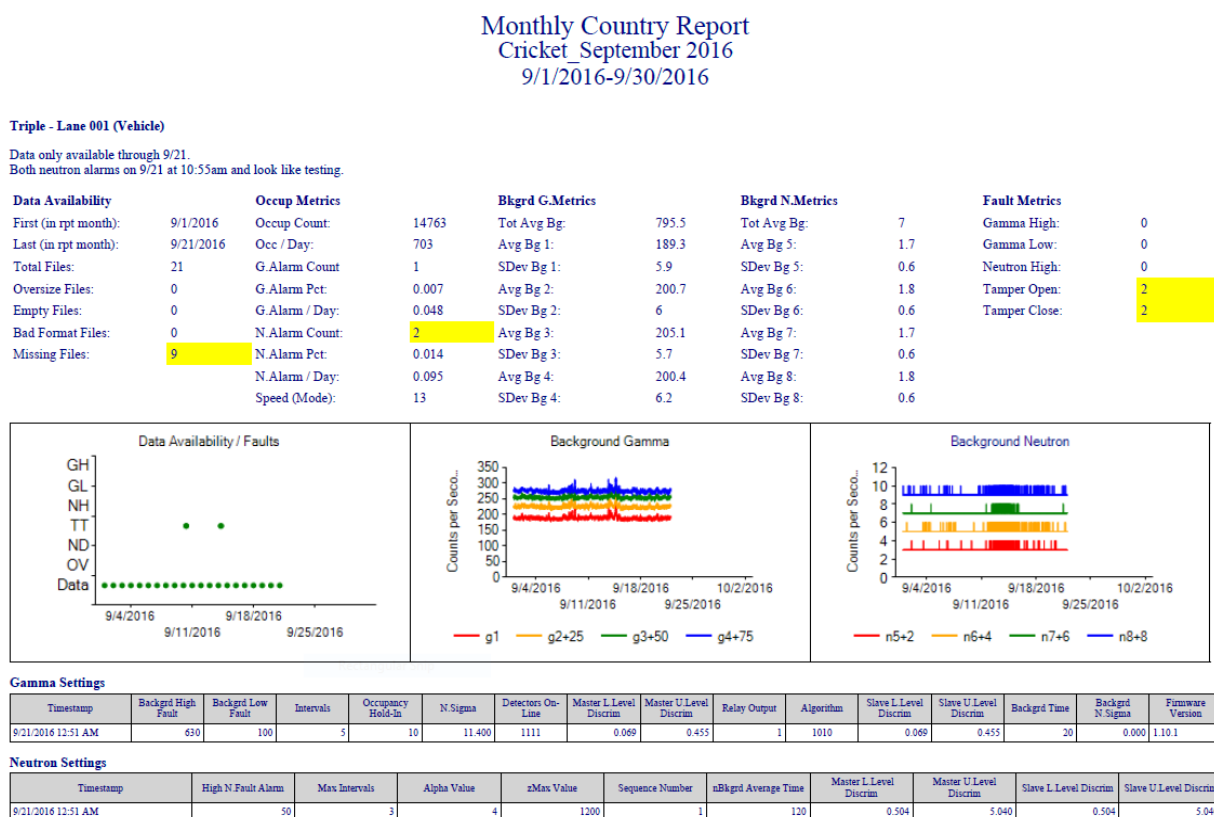 Monthly Country Report
Cricket_September 2016
9/1/2016-9/30/2016
Triple - Lane 001 (Vehicle)
Data only available through 9/21.
Both neutron alarms on 9/21 at 10:55am and look like testing.
Data Availability Occup Metrics Bkgrd G.Metrics Bkgrd N.Metrics Fault Metrics
First (in rpt month): 9/1/2016 Occup Count: 14763 Tot Avg Bg: 795.5 Tot Avg Bg: 7 Gamma High: 0
Last (in rpt month): 9/21/2016 Occ / Day: 703 Avg Bg 1: 189.3 Avg Bg 5: 1.7 Gamma Low: 0
Total Files: 21 G.Alarm Count 1 SDev Bg 1: 5.9 SDev Bg 5: 0.6 Neutron High: 0
Oversize Files: 0 G.Alarm Pct: 0.007 Avg Bg 2: 200.7 Avg Bg 6: 1.8 Tamper Open: 2
Empty Files: 0 G.Alarm / Day: 0.048 SDev Bg 2: 6 SDev Bg 6: 0.6 Tamper Close: 2
Bad Format Files: 0 N.Alarm Count: 2 Avg Bg 3: 205.1 Avg Bg 7: 1.7
Missing Files: 9 N.Alarm Pct: 0.014 SDev Bg 3: 5.7 SDev Bg 7: 0.6
N.Alarm / Day: 0.095 Avg Bg 4: 200.4 Avg Bg 8: 1.8
Speed (Mode): 13 SDev Bg 4: 6.2 SDev Bg 8: 0.6
Data Availability / Faults
GH
GL
NH
TT
ND
OV
Data
9/4/2016 9/18/2016
9/11/2016 9/25/2016
Background Gamma
Counts per Seco...
350
300
250
200
150
100
50
0
9/4/2016 9/18/2016 10/2/2016
9/11/2016 9/25/2016
g1 g2+25 g3+50 g4+75
Background Neutron
Counts per Seco...
12
10
8
6
4
2
0
9/4/2016 9/18/2016 10/2/2016
9/11/2016 9/25/2016
n5+2 n6+4 n7+6 n8+8
Gamma Settings
Timestamp Backgrd High Fault Backgrd Low Fault Intervals Occupancy Hold-In N.Sigma Detectors On-Line Master L.Level Discrim Master U.Level Discrim Relay Output Algorithm Slave L.Level Discrim Slave U.Level Discrim Backgrd Time Backgrd N.Sigma Firmware Version
9/21/2016 12:51 AM 630 100 5 10 11.400 1111 0.069 0.455 1 1010 0.069 0.455 20 0.000 1.10.1
Neutron Settings
Timestamp High N.Fault Alarm Max Intervals Alpha Value zMax Value Sequence Number nBkgrd Average Time Master L.Level Discrim Master U.Level Discrim Slave L.Level Discrim Slave U.Level Discrim
9/21/2016 12:51 AM 50 3 4 1200 1 120 0.504 5.040 0.504 5.04